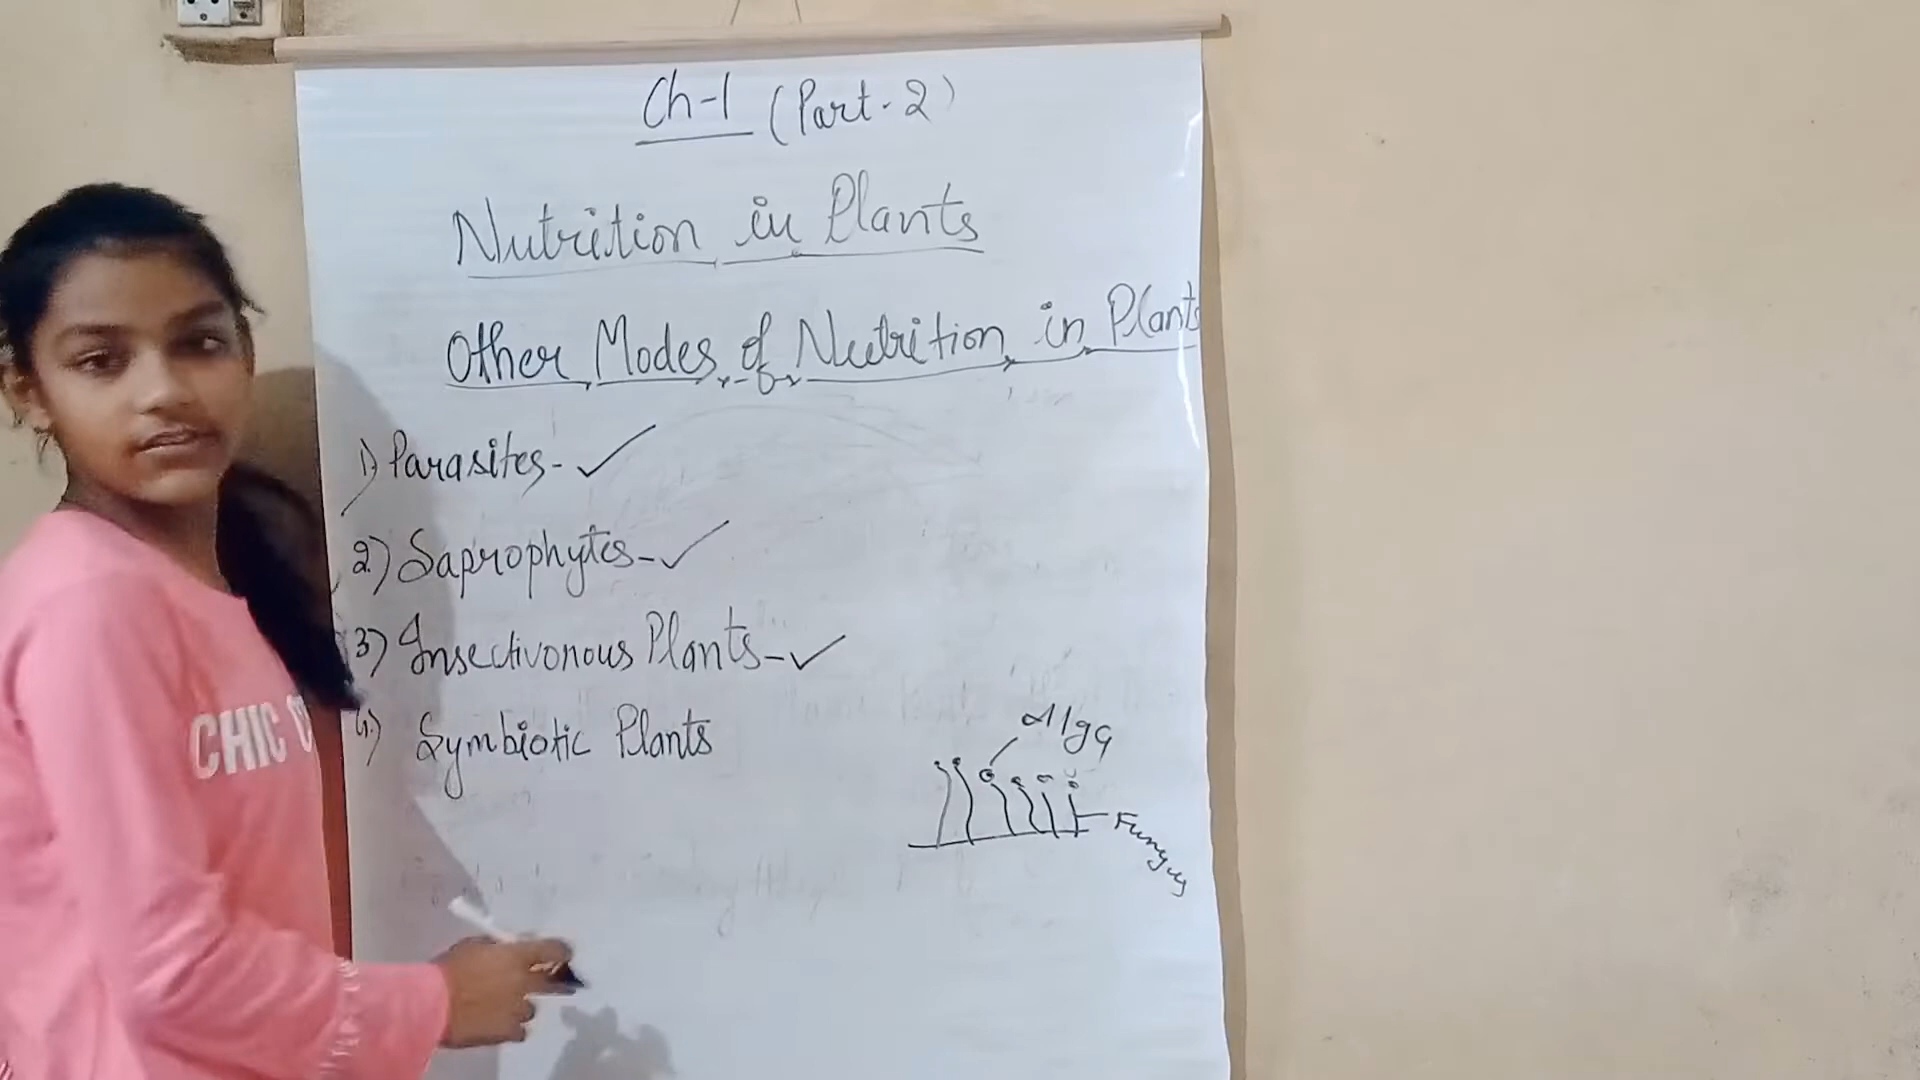 Ch-1 (Part-2)
Nutrition in Plants
Other Modes of Nutrition in Plants
1) Parasites- ✓
2) Saprophytes- ✓
3) Insectivonous Plants- ✓
4) Symbiotic Plants
Alga
Fungus
CHIC